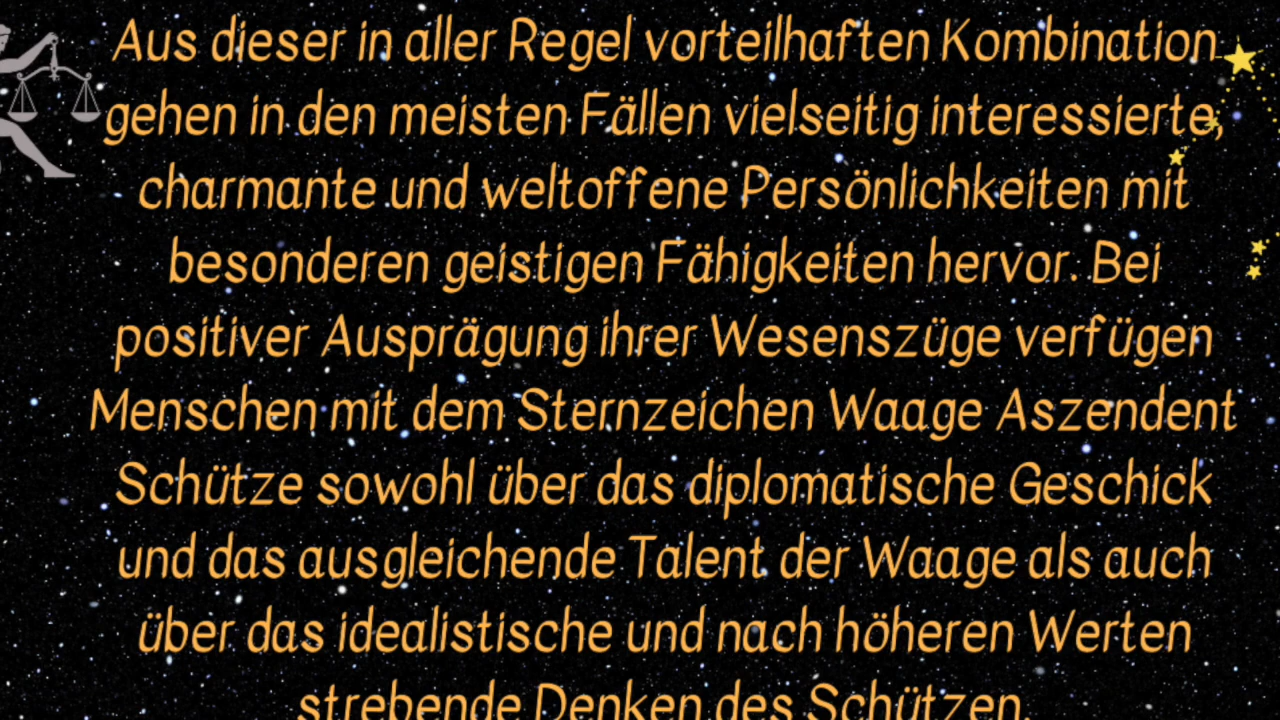 Aus dieser in aller Regel vorteilhaften Kombination
gehen in den meisten Fällen vielseitig interessierte,
charmante und weltoffene Persönlichkeiten mit
besonderen geistigen Fähigkeiten hervor. Bei
positiver Ausprägung ihrer Wesenszüge verfügen
Menschen mit dem Sternzeichen Waage Aszendent
Schütze sowohl über das diplomatische Geschick
und das ausgleichende Talent der Waage als auch
über das idealistische und nach höheren Werten
strebende Denken des Schützen.